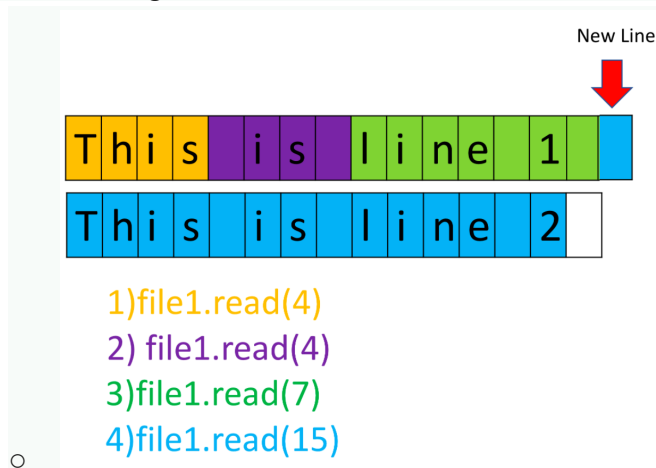 New Line
This is line 1
This is line 2
1)file1.read(4)
2) file1.read(4)
3)file1.read(7)
4)file1.read(15)